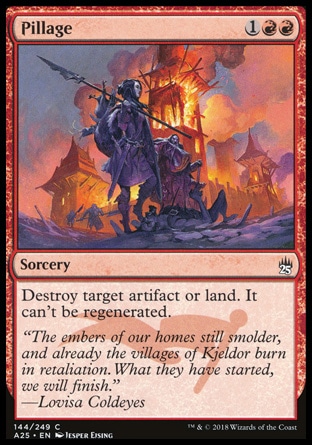 Pillage 1
Sorcery 25
Destroy target artifact or land. It
can't be regenerated.
"The embers of our homes still smolder,
and already the villages of Kjeldor burn
in retaliation. What they have started,
we will finish."
—Lovisa Coldeyes
144/249 C
™ & © 2018 Wizards of the Coast
A25 • EN Jesper Ejsing